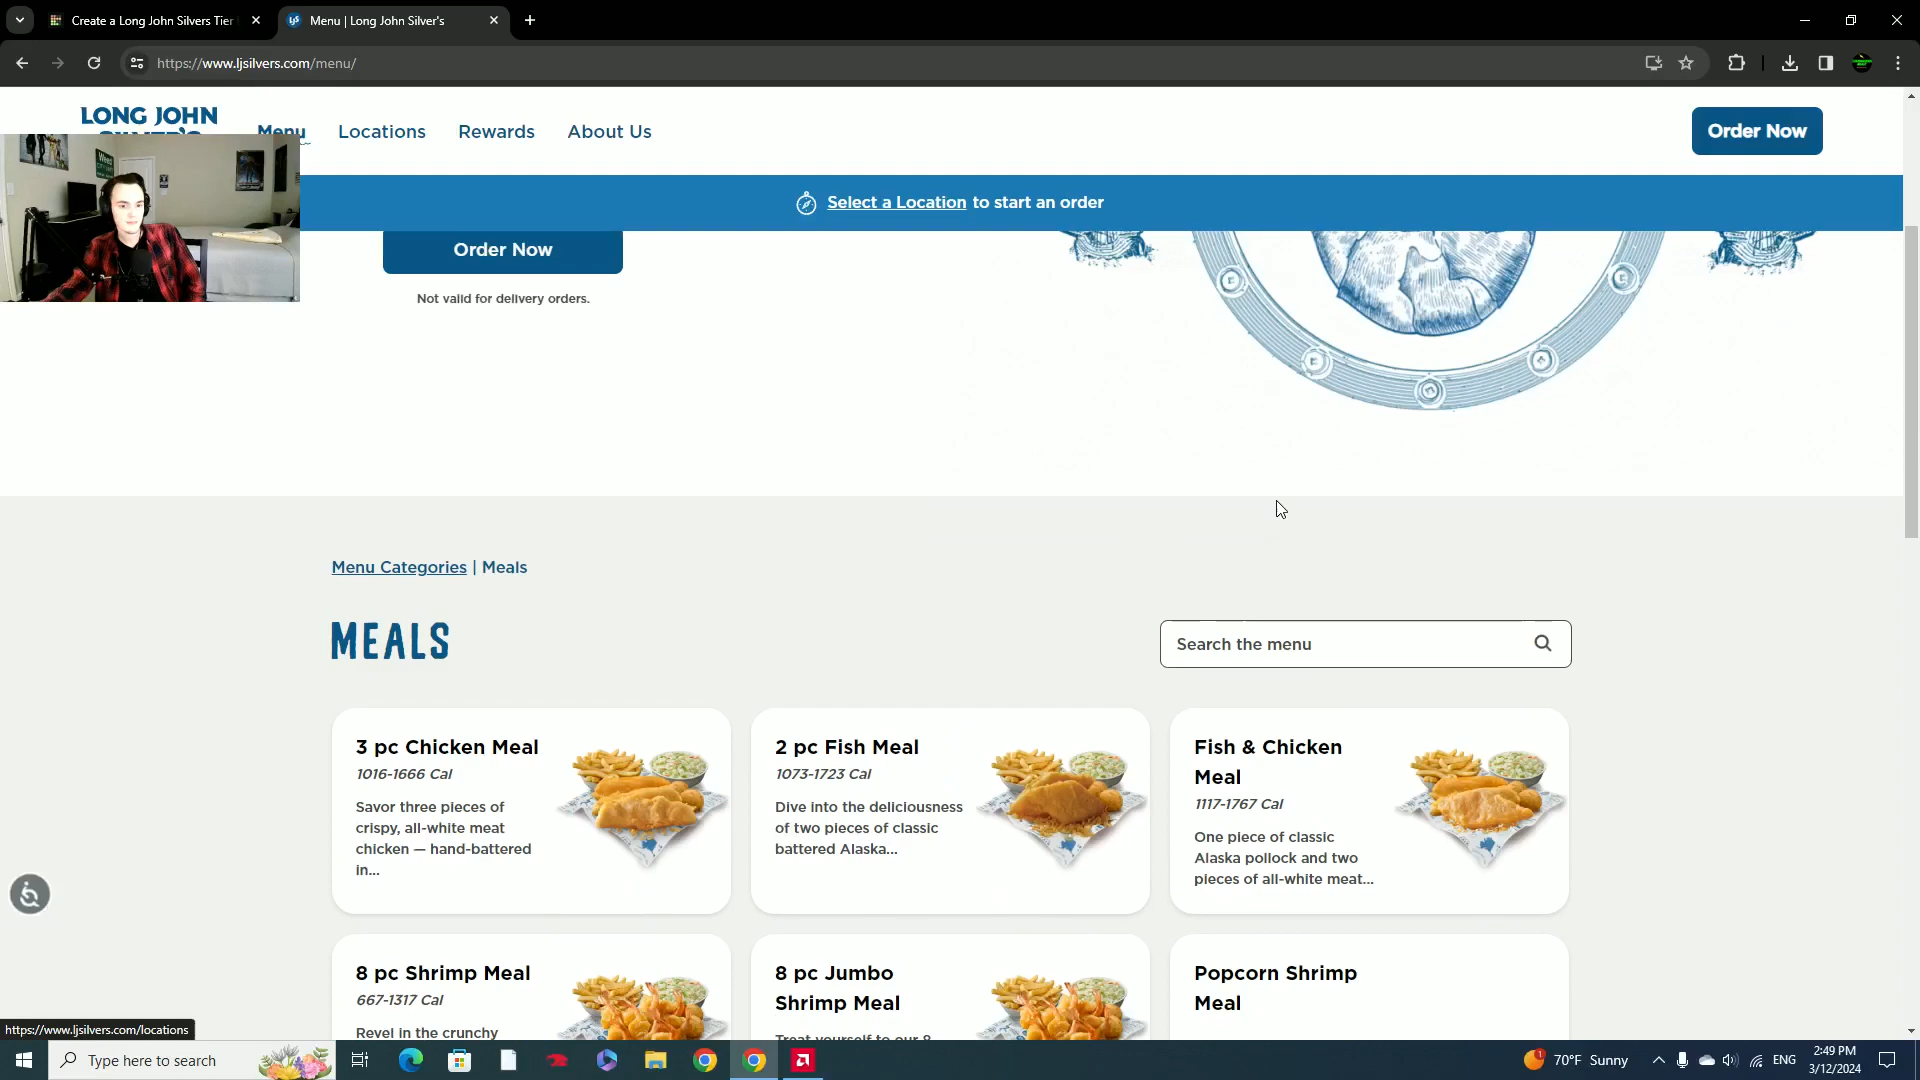 Create a Long John Silvers Tier
Menu | Long John Silver's
https://www.ljsilvers.com/menu/
LONG JOHN
SILVER'S
Menu
Locations
Rewards
About Us
Order Now
Select a Location to start an order
Order Now
Not valid for delivery orders.
Menu Categories | Meals
MEALS
Search the menu
3 pc Chicken Meal
1016-1666 Cal
Savor three pieces of
crispy, all-white meat
chicken — hand-battered
in...
2 pc Fish Meal
1073-1723 Cal
Dive into the deliciousness
of two pieces of classic
battered Alaska...
Fish & Chicken
Meal
1117-1767 Cal
One piece of classic
Alaska pollock and two
pieces of all-white meat...
8 pc Shrimp Meal
667-1317 Cal
Revel in the crunchy
8 pc Jumbo
Shrimp Meal
Treat yourself to our 8
Popcorn Shrimp
Meal
https://www.ljsilvers.com/locations
Type here to search
1
70°F Sunny
ENG
2:49 PM
3/12/2024